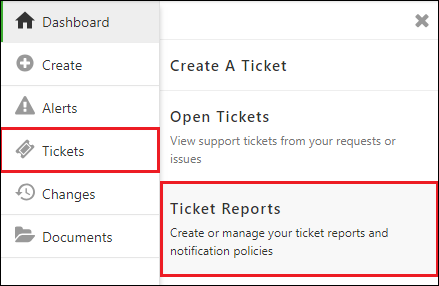 Dashboard
Create
Alerts
Tickets
Changes
Documents
Create A Ticket
Open Tickets
View support tickets from your requests or
issues
Ticket Reports
Create or manage your ticket reports and
notification policies